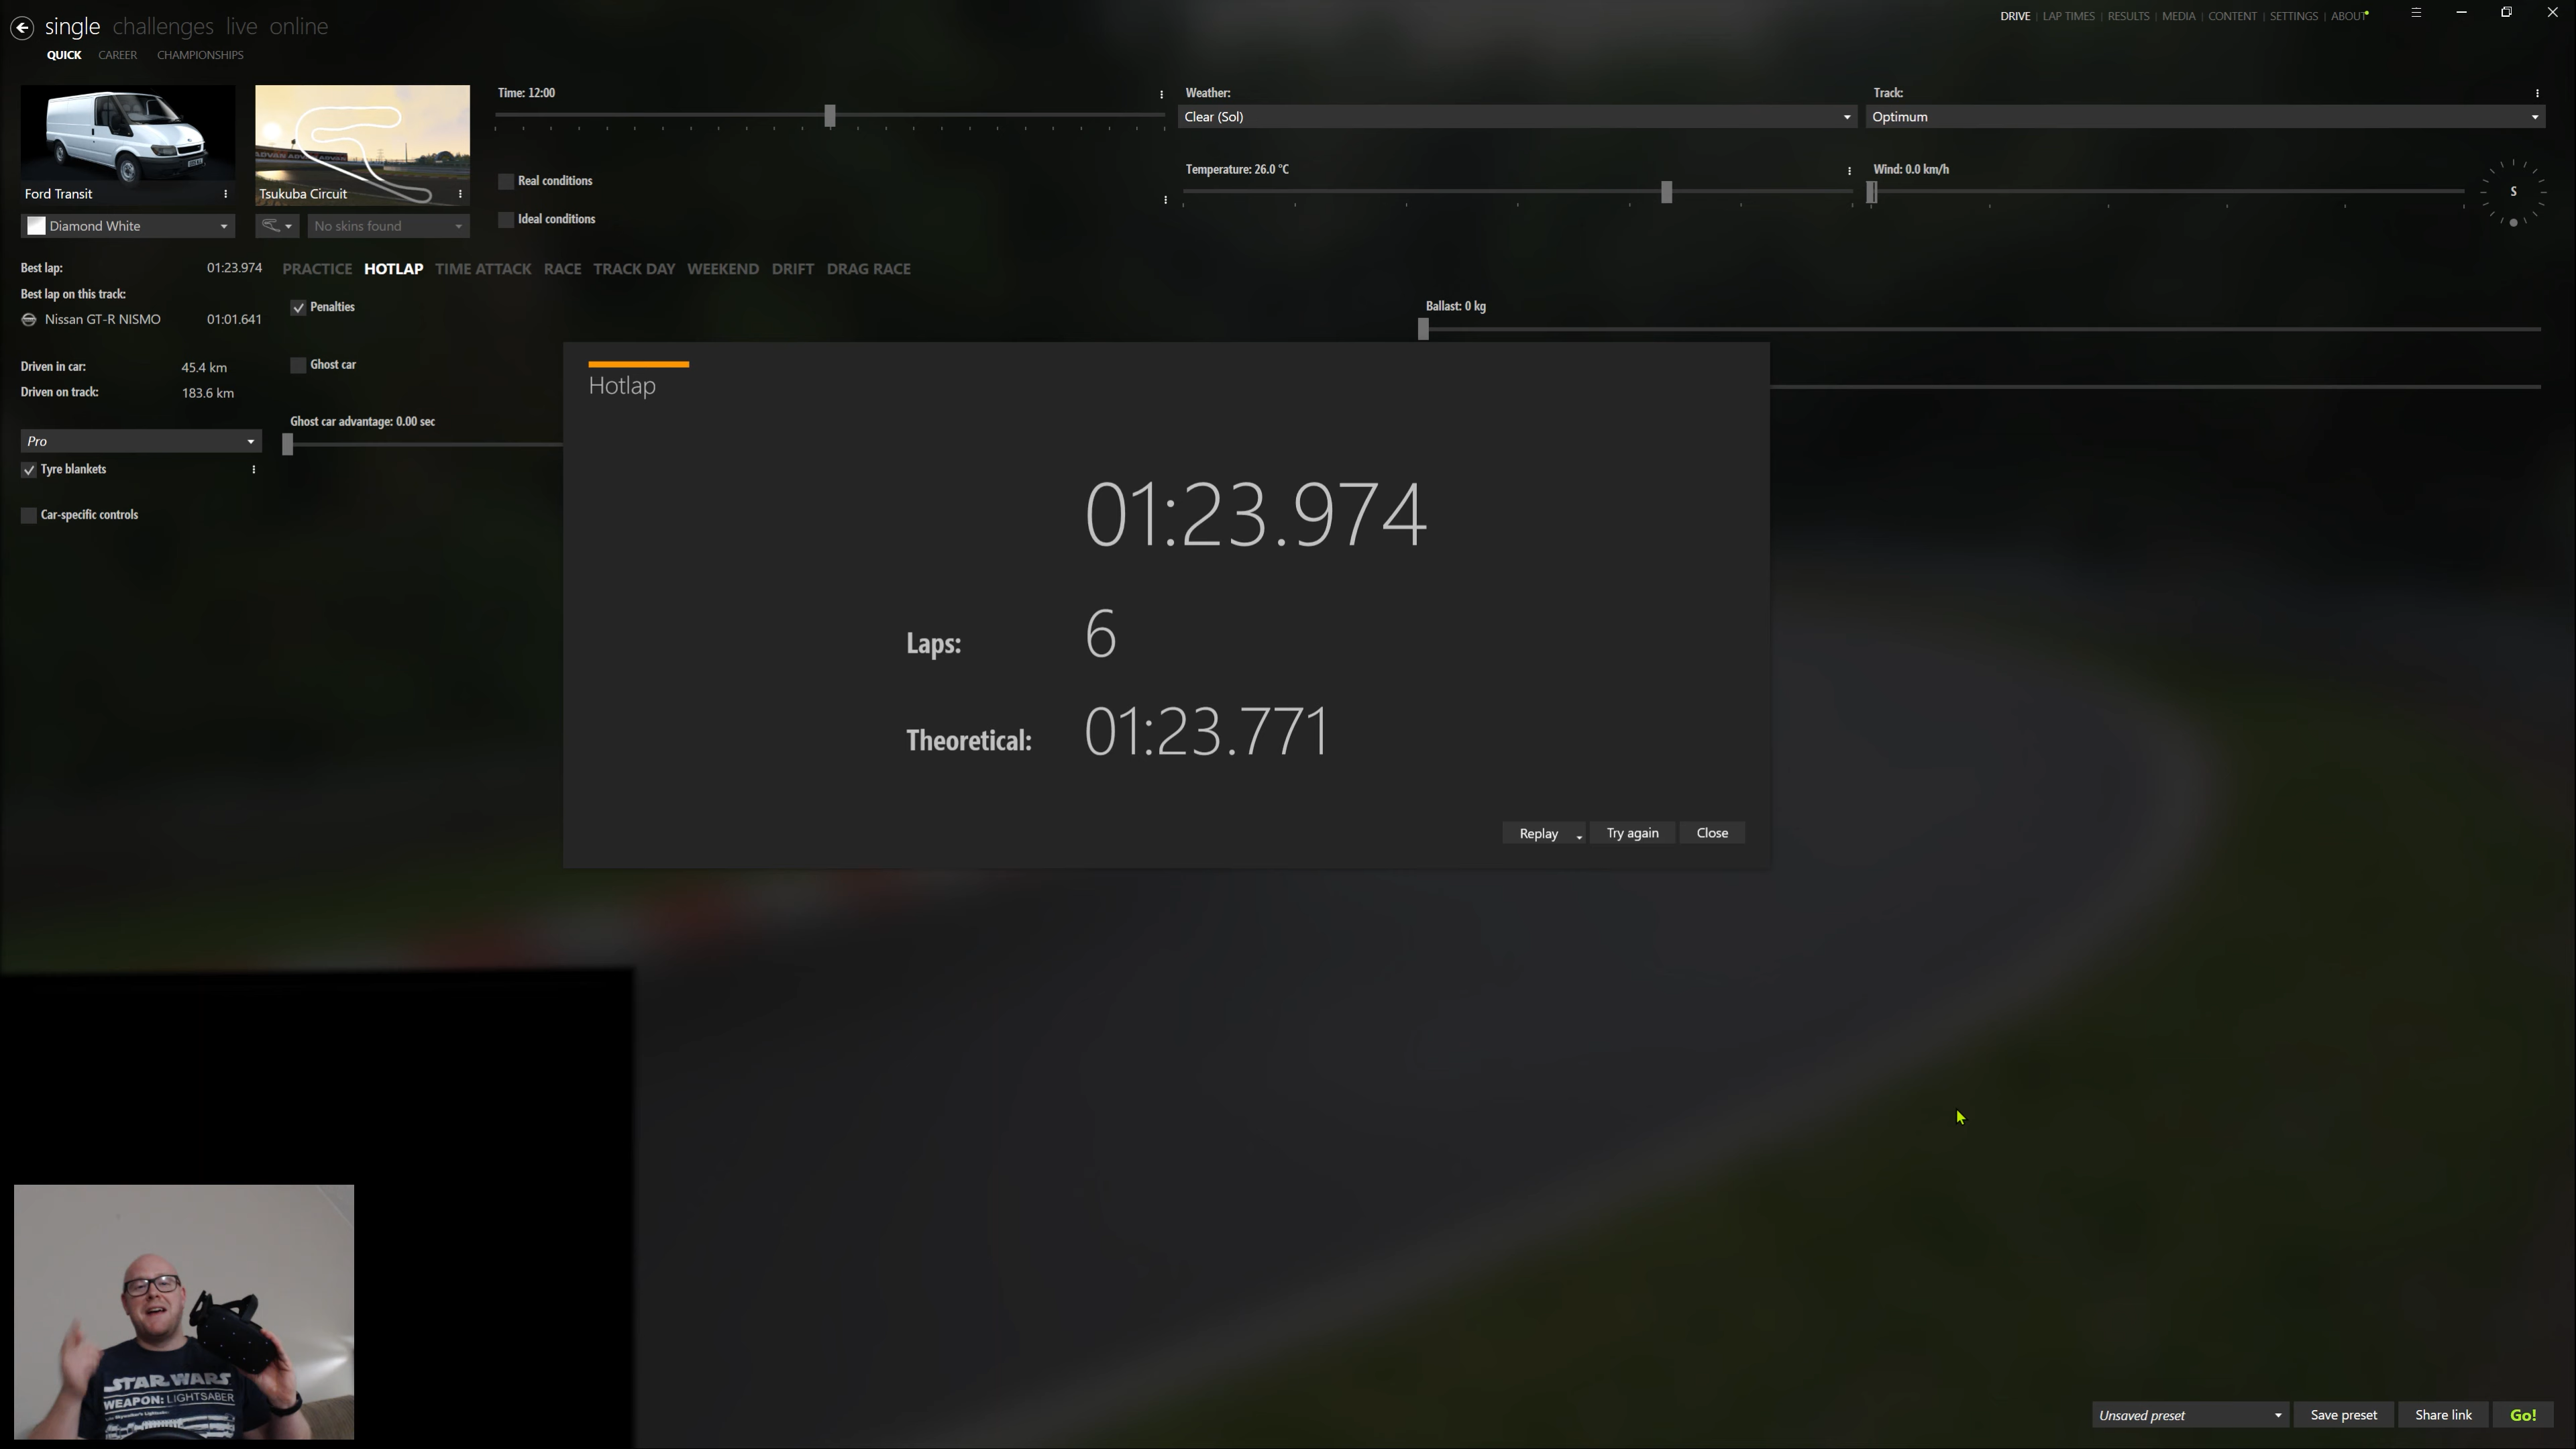 single challenges live online
DRIVE LAP TIMES RESULTS MEDIA CONTENT SETTINGS ABOUT
QUICK CAREER CHAMPIONSHIPS
Time: 12:00
Weather:
Track:
Clear (Sol)
Optimum
Temperature: 26.0 °C
Wind: 0.0 km/h
Real conditions
S
Ford Transit
Tsukuba Circuit
Ideal conditions
Diamond White
No skins found
Best lap: 01:23.974
PRACTICE HOTLAP TIME ATTACK RACE TRACK DAY WEEKEND DRIFT DRAG RACE
Best lap on this track:
Penalties
Ballast: 0 kg
Nissan GT-R NISMO 01:01.641
Driven in car: 45.4 km
Ghost car
Driven on track: 183.6 km
Hotlap
Ghost car advantage: 0.00 sec
Pro
Tyre blankets
Car-specific controls
01:23.974
Laps: 6
Theoretical: 01:23.771
Replay Try again Close
STAR WARS
WEAPON: LIGHTSABER
Unsaved preset Save preset Share link Go!